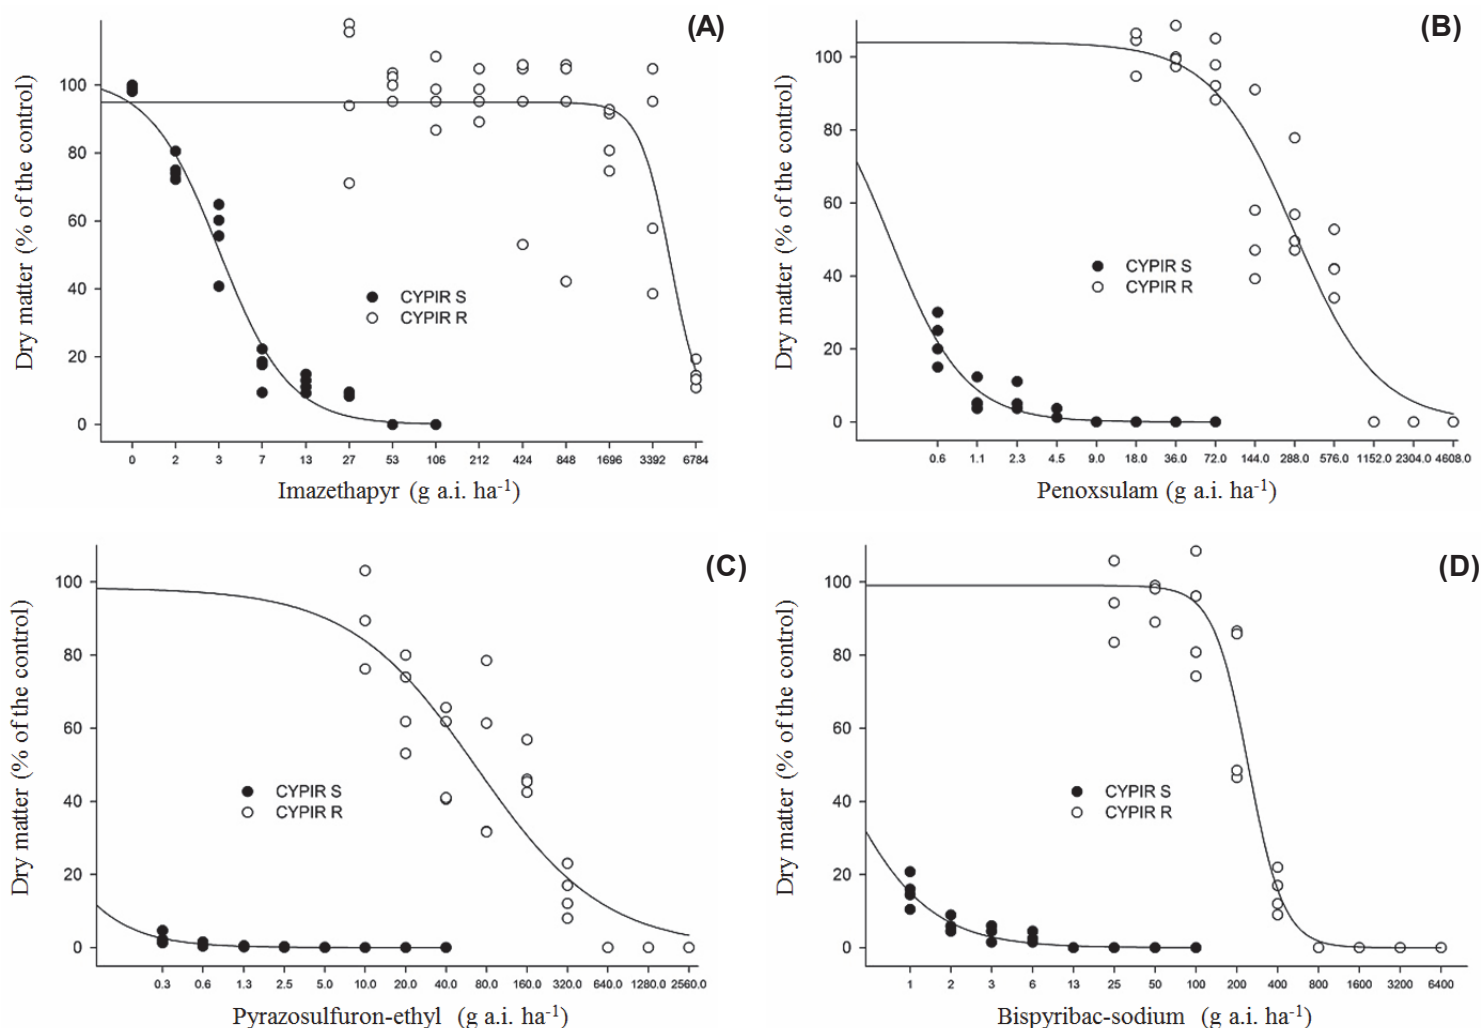 (A)
Dry matter (% of the control)
100
80
60
40
20
0
CYPIR S
CYPIR R
0 2 3 7 13 27 53 106 212 424 848 1696 3392 6784
Imazethapyr (g a.i. ha-1)
(B)
Dry matter (% of the control)
100
80
60
40
20
0
CYPIR S
CYPIR R
0.6 1.1 2.3 4.5 9.0 18.0 36.0 72.0 144.0 288.0 576.0 1152.0 2304.0 4608.0
Penoxsulam (g a.i. ha-1)
(C)
Dry matter (% of the control)
100
80
60
40
20
0
CYPIR S
CYPIR R
0.3 0.6 1.3 2.5 5.0 10.0 20.0 40.0 80.0 160.0 320.0 640.0 1280.0 2560.0
Pyrazosulfuron-ethyl (g a.i. ha-1)
(D)
Dry matter (% of the control)
100
80
60
40
20
0
CYPIR S
CYPIR R
1 2 3 6 13 25 50 100 200 400 800 1600 3200 6400
Bispyribac-sodium (g a.i. ha-1)